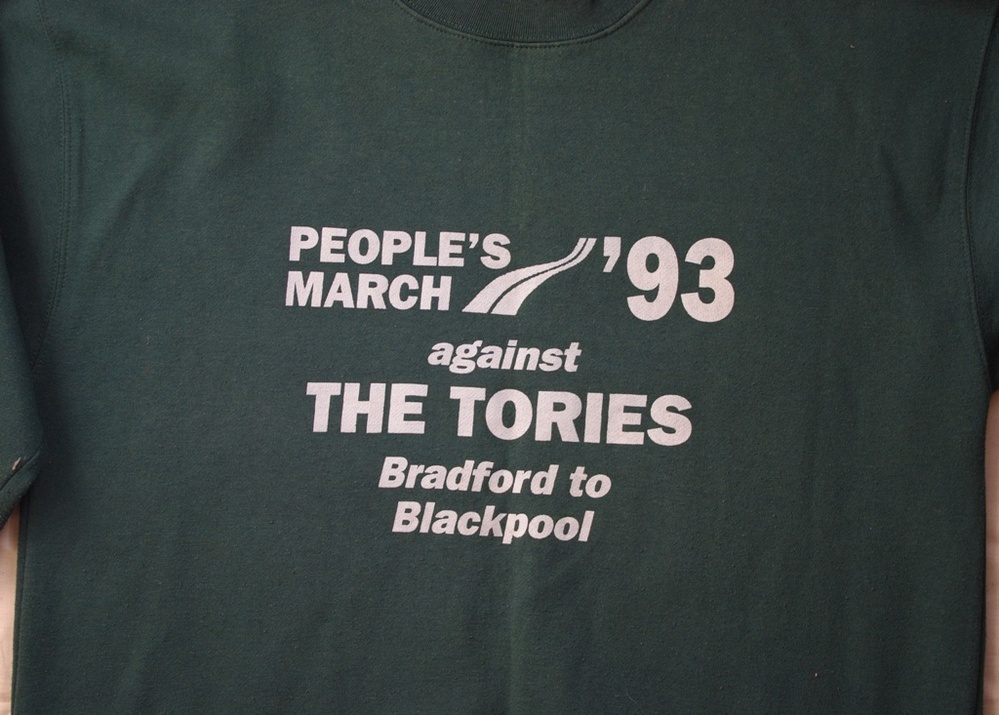 PEOPLE'S
MARCH '93
against
THE TORIES
Bradford to
Blackpool